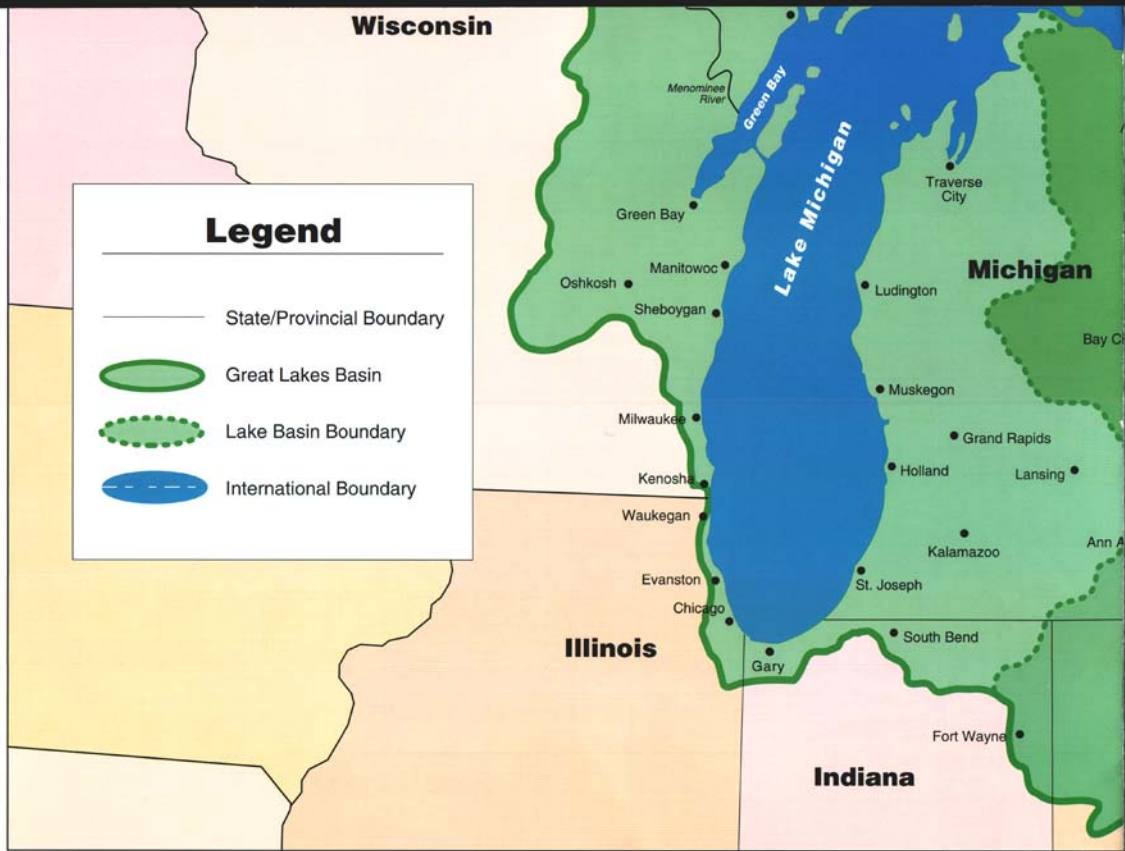 Wisconsin
Menominee
River
Green Bay
Lake Michigan
Traverse
City
Green Bay
Manitowoc
Michigan
Oshkosh
Ludington
Sheboygan
Bay
Muskegon
Milwaukee
Grand Rapids
Kenosha
Holland
Lansing
Waukegan
Kalamazoo
Ann
Evanston
St. Joseph
Chicago
South Bend
Illinois
Gary
Fort Wayne
Indiana
Legend
State/Provincial Boundary
Great Lakes Basin
Lake Basin Boundary
International Boundary